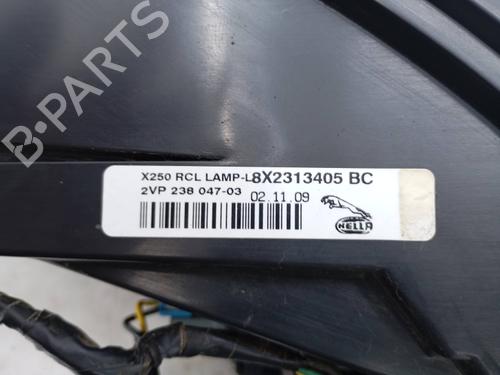 X250 RCL LAMP-L8X2313405 BC
2VP 238 047-03 02.11.09
HELLA
B-PARTS